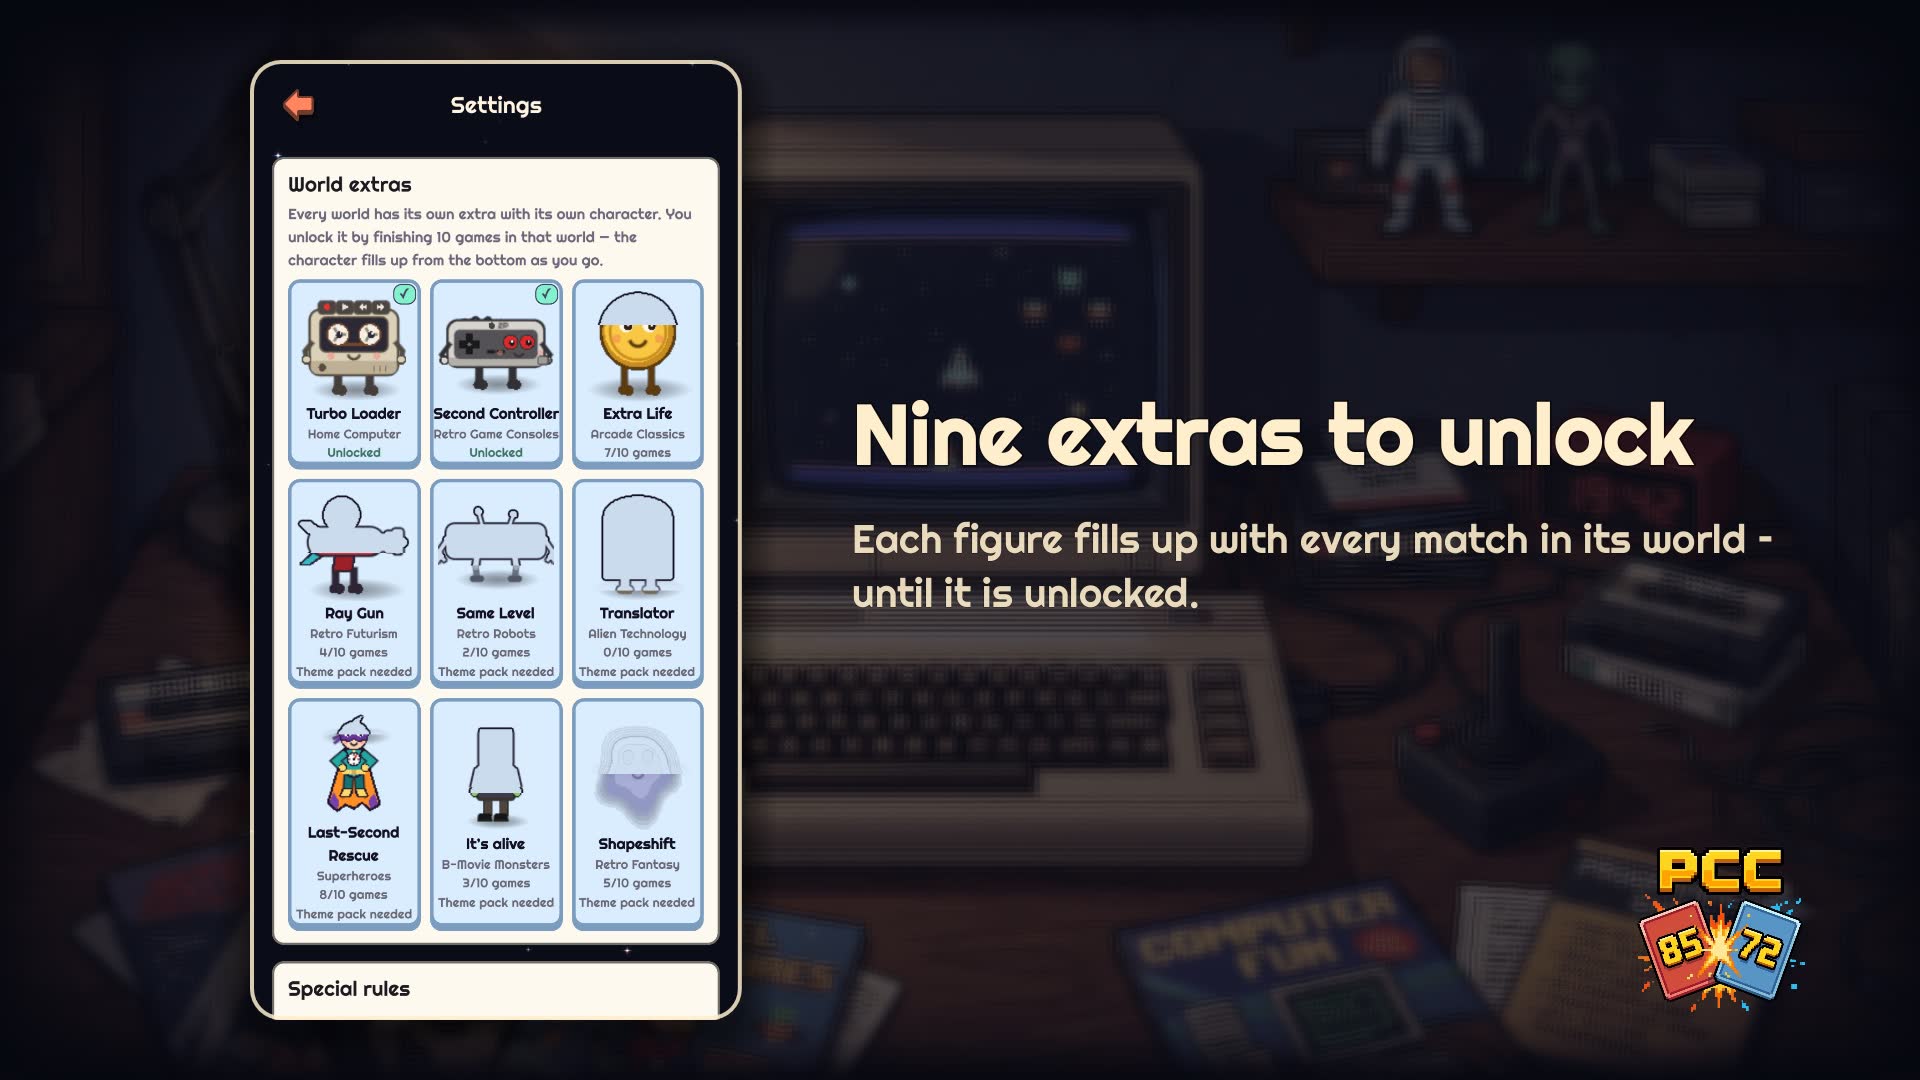 Settings
World extras
Every world has its own extra with its own character. You
unlock it by finishing 10 games in that world – the
character fills up from the bottom as you go.
Turbo Loader
Home Computer
Unlocked
2P
Second Controller
Retro Game Consoles
Unlocked
Extra Life
Arcade Classics
7/10 games
Ray Gun
Retro Futurism
4/10 games
Theme pack needed
Same Level
Retro Robots
2/10 games
Theme pack needed
Translator
Alien Technology
0/10 games
Theme pack needed
Last-Second
Rescue
Superheroes
8/10 games
Theme pack needed
It's alive
B-Movie Monsters
3/10 games
Theme pack needed
Shapeshift
Retro Fantasy
5/10 games
Theme pack needed
Special rules
Nine extras to unlock
Each figure fills up with every match in its world -
until it is unlocked.
COMPUTER
FUN
PCC
85 72